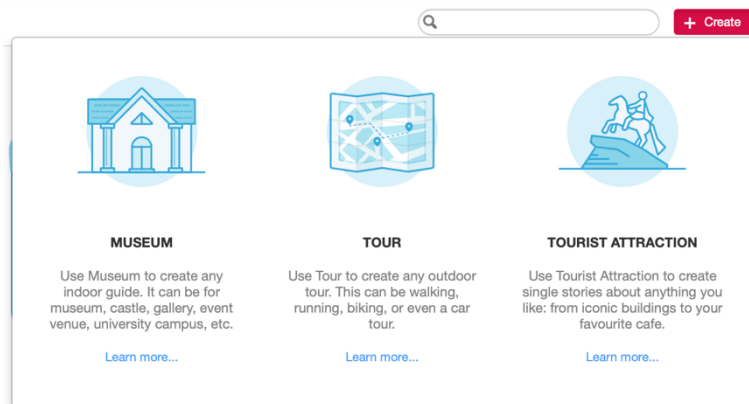 + Create
MUSEUM
Use Museum to create any
indoor guide. It can be for
museum, castle, gallery, event
venue, university campus, etc.
Learn more...
TOUR
Use Tour to create any outdoor
tour. This can be walking,
running, biking, or even a car
tour.
Learn more...
TOURIST ATTRACTION
Use Tourist Attraction to create
single stories about anything you
like: from iconic buildings to your
favourite cafe.
Learn more...